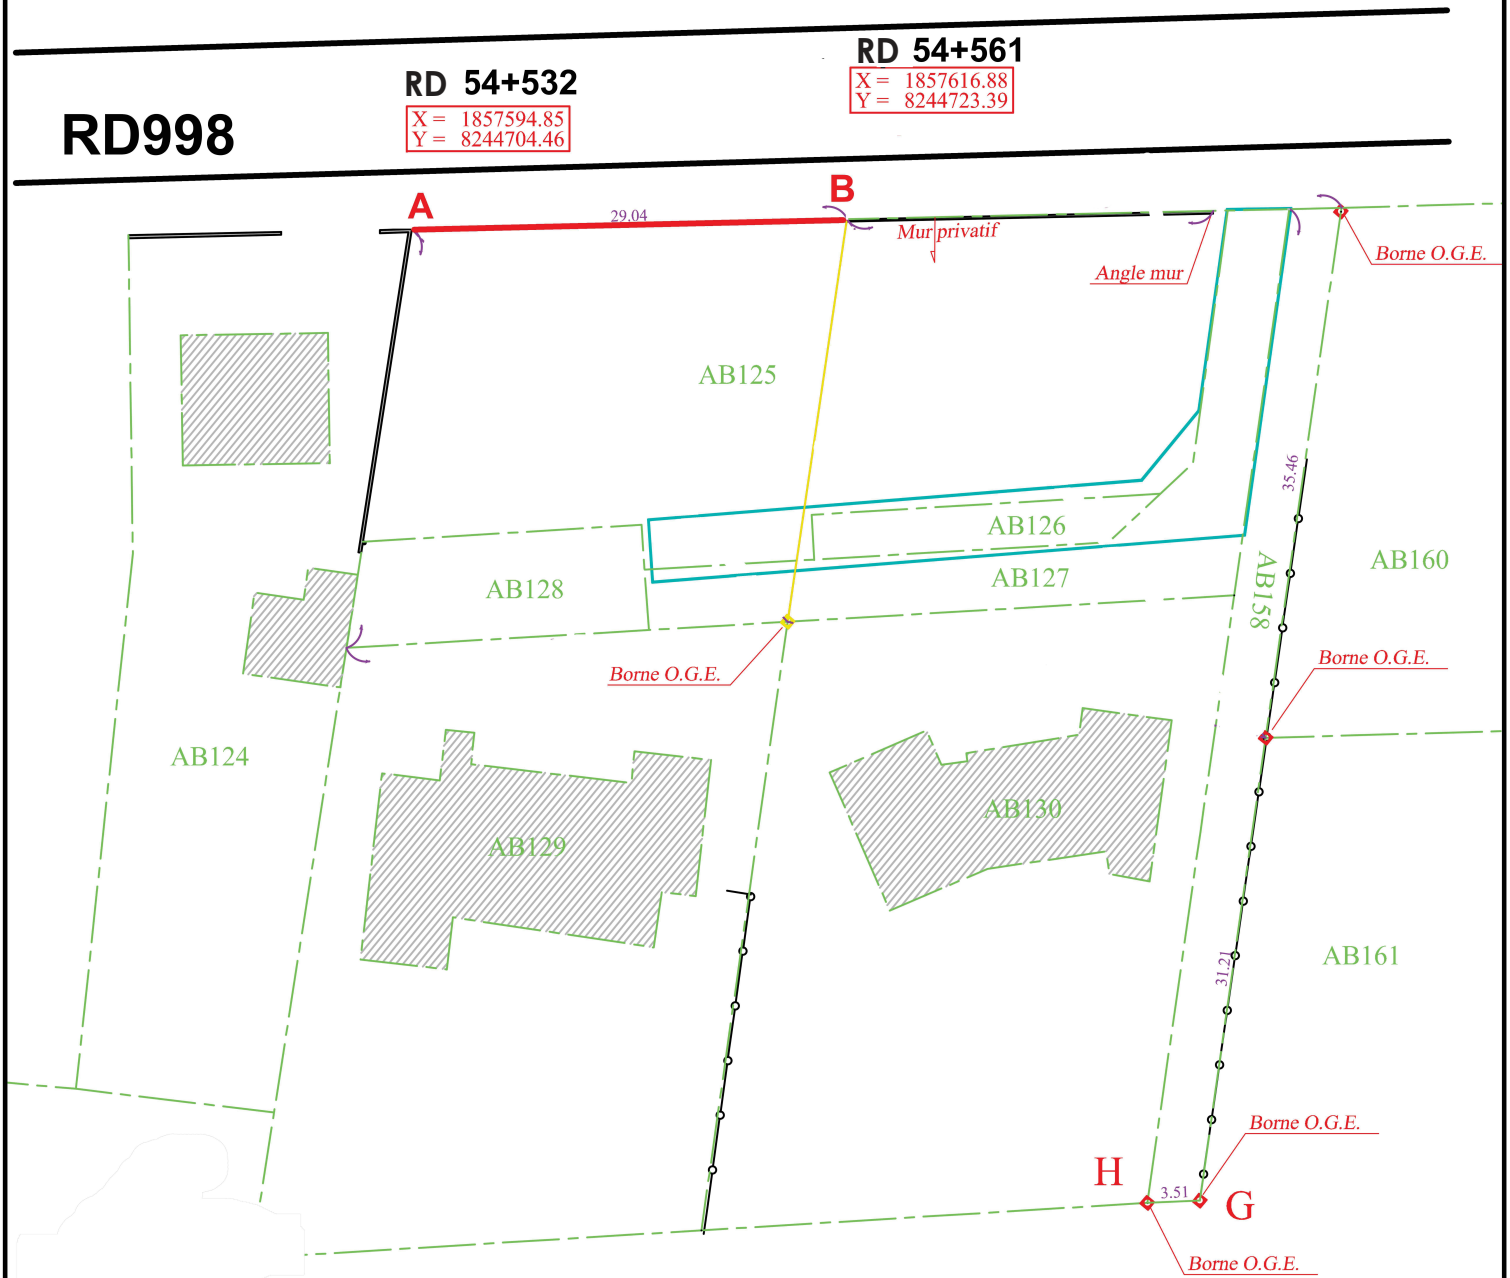 RD 54+561
X = 1857616.88
Y = 8244723.39
RD 54+532
X = 1857594.85
Y = 8244704.46
RD998
A
B
29.04
Mur privatif
Borne O.G.E.
Angle mur
AB125
35.46
AB126
AB160
AB128
AB127
AB158
Borne O.G.E.
Borne O.G.E.
AB124
AB130
AB129
31.21
AB161
Borne O.G.E.
H
3.51
G
Borne O.G.E.